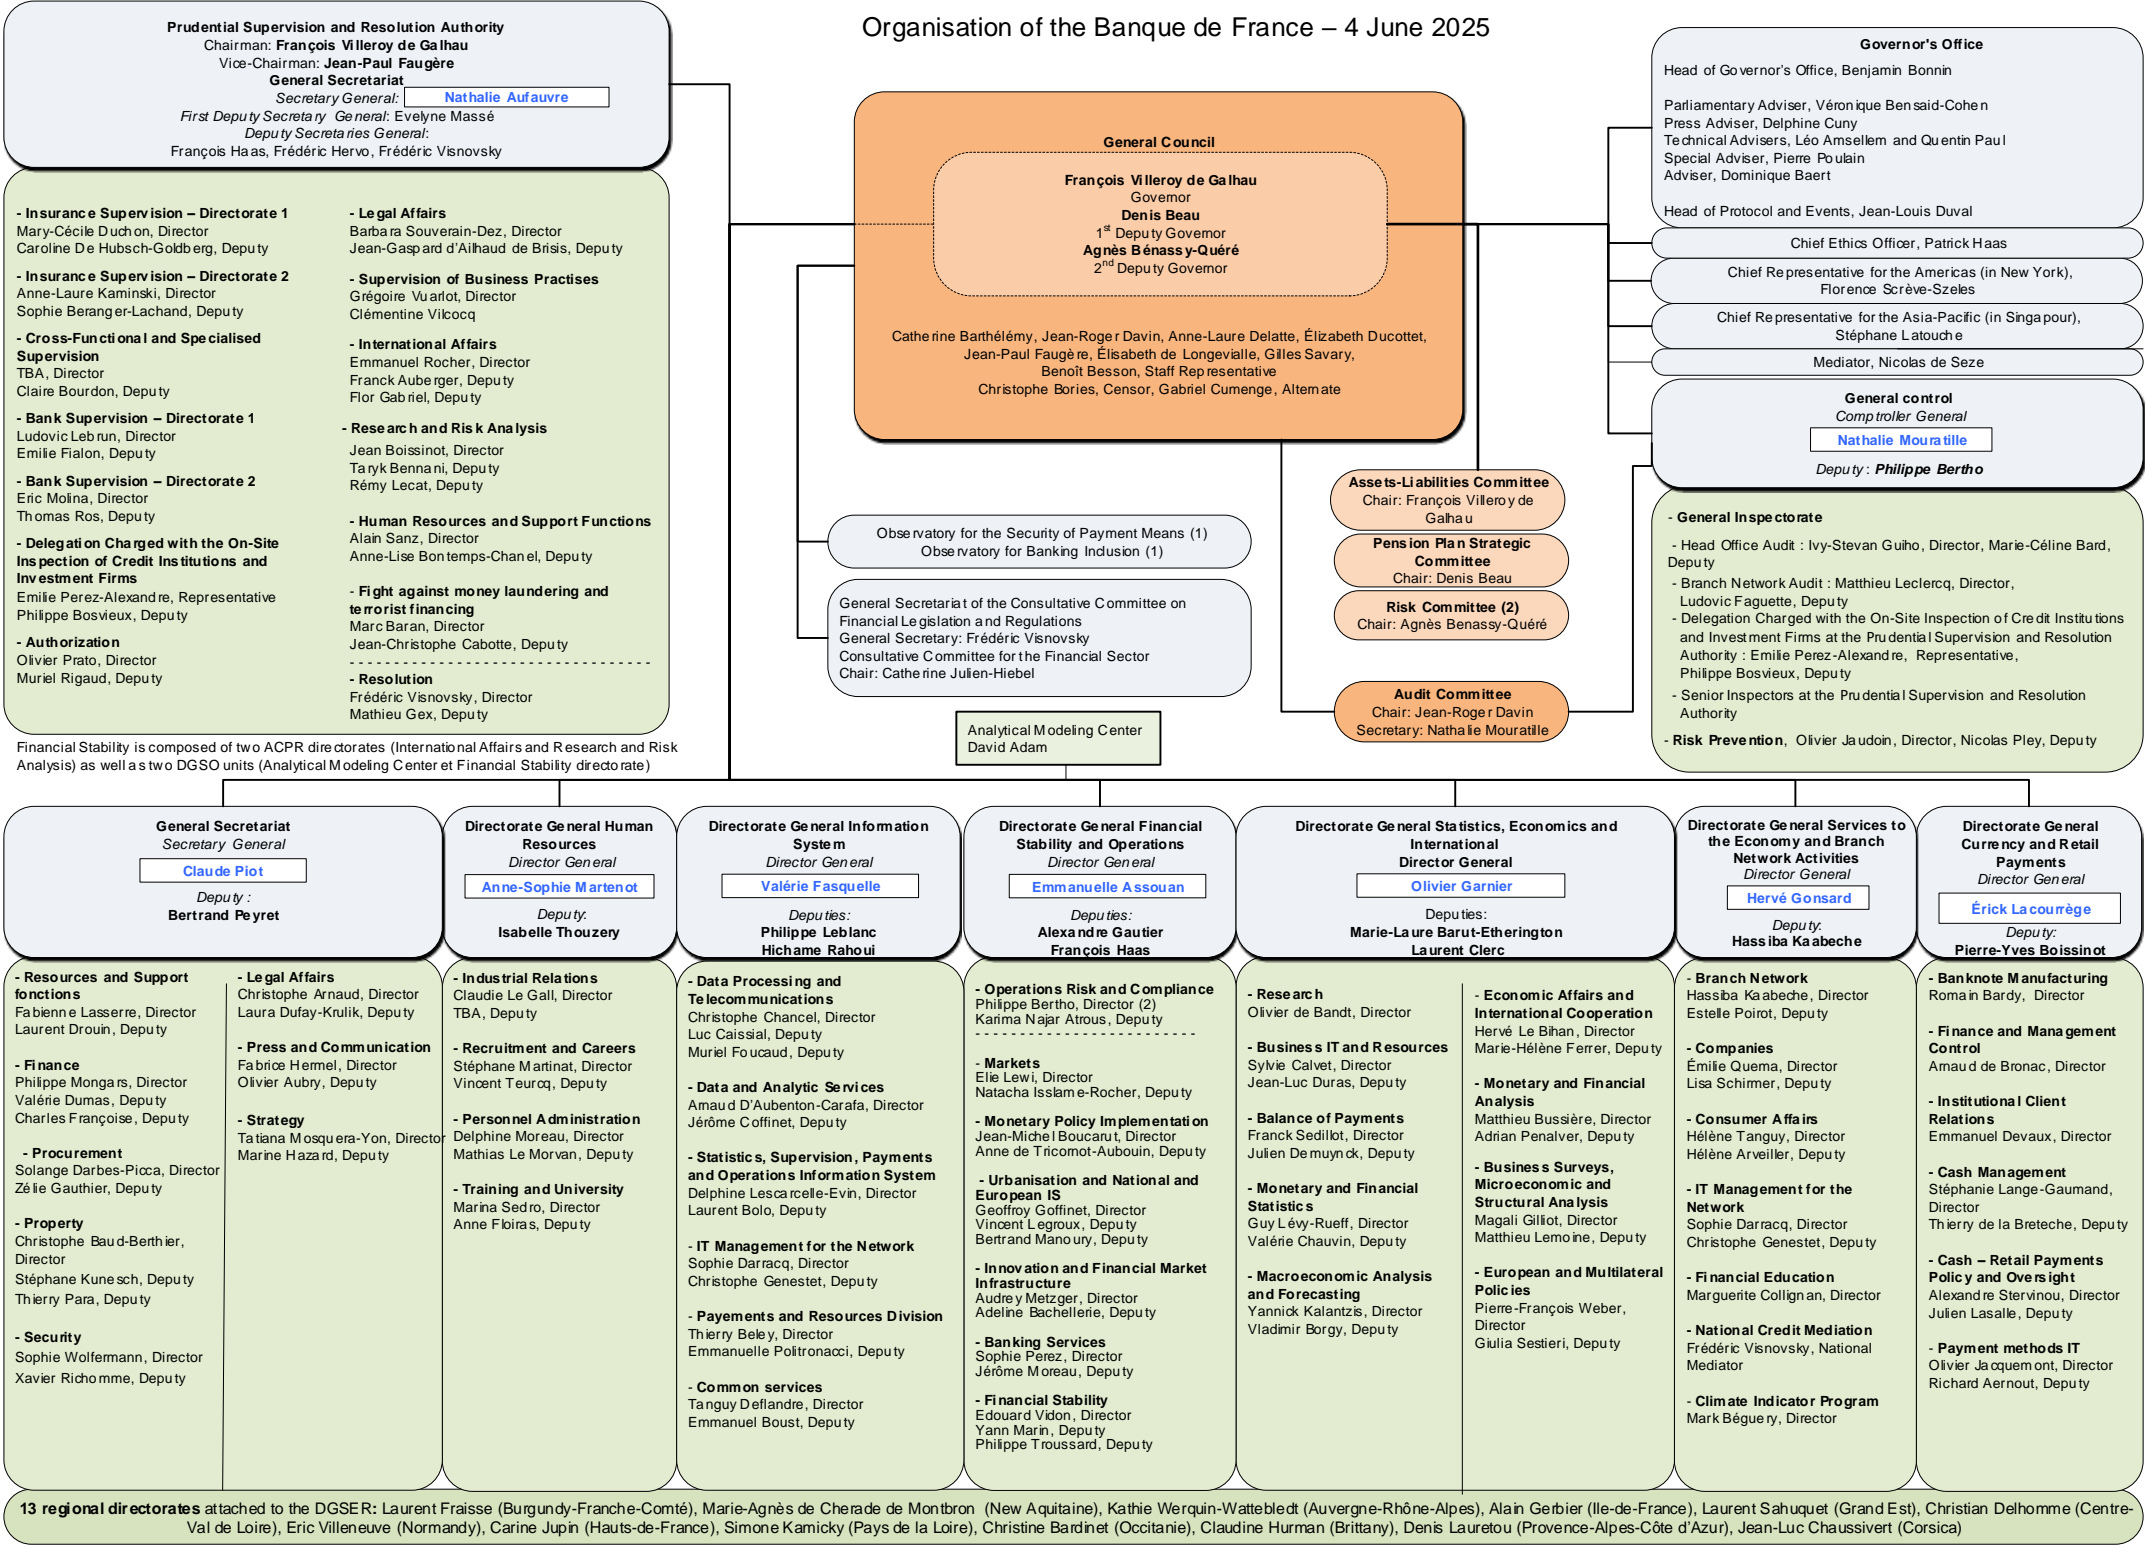 Organisation of the Banque de France – 4 June 2025
Prudential Supervision and Resolution Authority
Chairman: François Villeroy de Galhau
Vice-Chairman: Jean-Paul Faugère
General Secretariat
Secretary General: Nathalie Aufauvre
First Deputy Secretary General: Evelyne Massé
Deputy Secretaries General:
François Haas, Frédéric Hervo, Frédéric Visnovsky
- Insurance Supervision – Directorate 1
Mary-Cécile Duchon, Director
Caroline De Hubsch-Goldberg, Deputy
- Insurance Supervision – Directorate 2
Anne-Laure Kaminski, Director
Sophie Beranger-Lachand, Deputy
- Cross-Functional and Specialised
Supervision
TBA, Director
Claire Bourdon, Deputy
- Bank Supervision – Directorate 1
Ludovic Lebrun, Director
Emilie Fialon, Deputy
- Bank Supervision – Directorate 2
Eric Molina, Director
Thomas Ros, Deputy
- Delegation Charged with the On-Site
Inspection of Credit Institutions and
Investment Firms
Emilie Perez-Alexandre, Representative
Philippe Bosvieux, Deputy
- Authorization
Olivier Prato, Director
Muriel Rigaud, Deputy
- Legal Affairs
Barbara Souverain-Dez, Director
Jean-Gaspard d'Ailhaud de Brisis, Deputy
- Supervision of Business Practises
Grégoire Vuarlot, Director
Clémentine Vilcocq
- International Affairs
Emmanuel Rocher, Director
Franck Auberger, Deputy
Flor Gabriel, Deputy
- Research and Risk Analysis
Jean Boissinot, Director
Taryk Bennani, Deputy
Rémy Lecat, Deputy
- Human Resources and Support Functions
Alain Sanz, Director
Anne-Lise Bontemps-Chanel, Deputy
- Fight against money laundering and
terrorist financing
Marc Baran, Director
Jean-Christophe Cabotte, Deputy
- Resolution
Frédéric Visnovsky, Director
Mathieu Gex, Deputy
Financial Stability is composed of two ACPR directorates (International Affairs and Research and Risk
Analysis) as well as two DGSO units (Analytical Modeling Center et Financial Stability directorate)
General Council
François Villeroy de Galhau
Governor
Denis Beau
1st Deputy Governor
Agnès Bénassy-Quéré
2nd Deputy Governor
Catherine Barthélémy, Jean-Roger Davin, Anne-Laure Delatte, Élizabeth Ducottet,
Jean-Paul Faugère, Élisabeth de Longevialle, Gilles Savary,
Benoît Besson, Staff Representative
Christophe Bories, Censor, Gabriel Cumenge, Alternate
Observatory for the Security of Payment Means (1)
Observatory for Banking Inclusion (1)
General Secretariat of the Consultative Committee on
Financial Legislation and Regulations
General Secretary: Frédéric Visnovsky
Consultative Committee for the Financial Sector
Chair: Catherine Julien-Hiebel
Assets-Liabilities Committee
Chair: François Villeroy de
Galhau
Pension Plan Strategic
Committee
Chair: Denis Beau
Risk Committee (2)
Chair: Agnès Benassy-Quéré
Audit Committee
Chair: Jean-Roger Davin
Secretary: Nathalie Mouratille
Analytical Modeling Center
David Adam
Governor's Office
Head of Governor's Office, Benjamin Bonnin
Parliamentary Adviser, Véronique Bensaid-Cohen
Press Adviser, Delphine Cuny
Technical Advisers, Léo Amsellem and Quentin Paul
Special Adviser, Pierre Poulain
Adviser, Dominique Baert
Head of Protocol and Events, Jean-Louis Duval
Chief Ethics Officer, Patrick Haas
Chief Representative for the Americas (in New York),
Florence Scrève-Szeles
Chief Representative for the Asia-Pacific (in Singapour),
Stéphane Latouche
Mediator, Nicolas de Seze
General control
Comptroller General
Nathalie Mouratille
Deputy : Philippe Bertho
- General Inspectorate
- Head Office Audit : Ivy-Stevan Guiho, Director, Marie-Céline Bard,
Deputy
- Branch Network Audit : Matthieu Leclercq, Director,
Ludovic Faguette, Deputy
- Delegation Charged with the On-Site Inspection of Credit Institutions
and Investment Firms at the Prudential Supervision and Resolution
Authority : Emilie Perez-Alexandre, Representative,
Philippe Bosvieux, Deputy
- Senior Inspectors at the Prudential Supervision and Resolution
Authority
- Risk Prevention, Olivier Jaudoin, Director, Nicolas Pley, Deputy
General Secretariat
Secretary General
Claude Piot
Deputy :
Bertrand Peyret
- Resources and Support
fonctions
Fabienne Lasserre, Director
Laurent Drouin, Deputy
- Finance
Philippe Mongars, Director
Valérie Dumas, Deputy
Charles Françoise, Deputy
- Procurement
Solange Darbes-Picca, Director
Zélie Gauthier, Deputy
- Property
Christophe Baud-Berthier,
Director
Stéphane Kunesch, Deputy
Thierry Para, Deputy
- Security
Sophie Wolfermann, Director
Xavier Richomme, Deputy
- Legal Affairs
Christophe Arnaud, Director
Laura Dufay-Krulik, Deputy
- Press and Communication
Fabrice Hermel, Director
Olivier Aubry, Deputy
- Strategy
Tatiana Mosquera-Yon, Director
Marine Hazard, Deputy
Directorate General Human
Resources
Director General
Anne-Sophie Martenot
Deputy:
Isabelle Thouzery
- Industrial Relations
Claudie Le Gall, Director
TBA, Deputy
- Recruitment and Careers
Stéphane Martinat, Director
Vincent Teurcq, Deputy
- Personnel Administration
Delphine Moreau, Director
Mathias Le Morvan, Deputy
- Training and University
Marina Sedro, Director
Anne Floiras, Deputy
Directorate General Information
System
Director General
Valérie Fasquelle
Deputies:
Philippe Leblanc
Hichame Rahoui
- Data Processing and
Telecommunications
Christophe Chancel, Director
Luc Caissial, Deputy
Muriel Foucaud, Deputy
- Data and Analytic Services
Arnaud D'Aubenton-Carafa, Director
Jérôme Coffinet, Deputy
- Statistics, Supervision, Payments
and Operations Information System
Delphine Lescarcelle-Evin, Director
Laurent Bolo, Deputy
- IT Management for the Network
Sophie Darracq, Director
Christophe Genestet, Deputy
- Payements and Resources Division
Thierry Beley, Director
Emmanuelle Politronacci, Deputy
- Common services
Tanguy Deflandre, Director
Emmanuel Boust, Deputy
Directorate General Financial
Stability and Operations
Director General
Emmanuelle Assouan
Deputies:
Alexandre Gautier
François Haas
- Operations Risk and Compliance
Philippe Bertho, Director (2)
Karima Najar Atrous, Deputy
- Markets
Elie Lewi, Director
Natacha Isslame-Rocher, Deputy
- Monetary Policy Implementation
Jean-Michel Boucarut, Director
Anne de Tricornot-Aubouin, Deputy
- Urbanisation and National and
European IS
Geoffroy Goffinet, Director
Vincent Legroux, Deputy
Bertrand Manoury, Deputy
- Innovation and Financial Market
Infrastructure
Audrey Metzger, Director
Adeline Bachellerie, Deputy
- Banking Services
Sophie Perez, Director
Jérôme Moreau, Deputy
- Financial Stability
Edouard Vidon, Director
Yann Marin, Deputy
Philippe Troussard, Deputy
Directorate General Statistics, Economics and
International
Director General
Olivier Garnier
Deputies:
Marie-Laure Barut-Etherington
Laurent Clerc
- Research
Olivier de Bandt, Director
- Business IT and Resources
Sylvie Calvet, Director
Jean-Luc Duras, Deputy
- Balance of Payments
Franck Sedillot, Director
Julien Demuynck, Deputy
- Monetary and Financial
Statistics
Guy Lévy-Rueff, Director
Valérie Chauvin, Deputy
- Macroeconomic Analysis
and Forecasting
Yannick Kalantzis, Director
Vladimir Borgy, Deputy
- Economic Affairs and
International Cooperation
Hervé Le Bihan, Director
Marie-Hélène Ferrer, Deputy
- Monetary and Financial
Analysis
Matthieu Bussière, Director
Adrian Penalver, Deputy
- Business Surveys,
Microeconomic and
Structural Analysis
Magali Gilliot, Director
Matthieu Lemoine, Deputy
- European and Multilateral
Policies
Pierre-François Weber,
Director
Giulia Sestieri, Deputy
Directorate General Services to
the Economy and Branch
Network Activities
Director General
Hervé Gonsard
Deputy:
Hassiba Kaabeche
- Branch Network
Hassiba Kaabeche, Director
Estelle Poirot, Deputy
- Companies
Émilie Quema, Director
Lisa Schirmer, Deputy
- Consumer Affairs
Hélène Tanguy, Director
Hélène Arveiller, Deputy
- IT Management for the
Network
Sophie Darracq, Director
Christophe Genestet, Deputy
- Financial Education
Marguerite Collignan, Director
- National Credit Mediation
Frédéric Visnovsky, National
Mediator
- Climate Indicator Program
Mark Béguery, Director
Directorate General
Currency and Retail
Payments
Director General
Érick Lacourrège
Deputy:
Pierre-Yves Boissinot
- Banknote Manufacturing
Romain Bardy, Director
- Finance and Management
Control
Arnaud de Bronac, Director
- Institutional Client
Relations
Emmanuel Devaux, Director
- Cash Management
Stéphanie Lange-Gaumand,
Director
Thierry de la Breteche, Deputy
- Cash – Retail Payments
Policy and Oversight
Alexandre Stervinou, Director
Julien Lasalle, Deputy
- Payment methods IT
Olivier Jacquemont, Director
Richard Aernout, Deputy
13 regional directorates attached to the DGSER: Laurent Fraisse (Burgundy-Franche-Comté), Marie-Agnès de Cherade de Montbron (New Aquitaine), Kathie Werquin-Wattebledt (Auvergne-Rhône-Alpes), Alain Gerbier (Ile-de-France), Laurent Sahuquet (Grand Est), Christian Delhomme (Centre-
Val de Loire), Eric Villeneuve (Normandy), Carine Jupin (Hauts-de-France), Simone Kamicky (Pays de la Loire), Christine Bardinet (Occitanie), Claudine Hurman (Brittany), Denis Lauretou (Provence-Alpes-Côte d'Azur), Jean-Luc Chaussivert (Corsica)